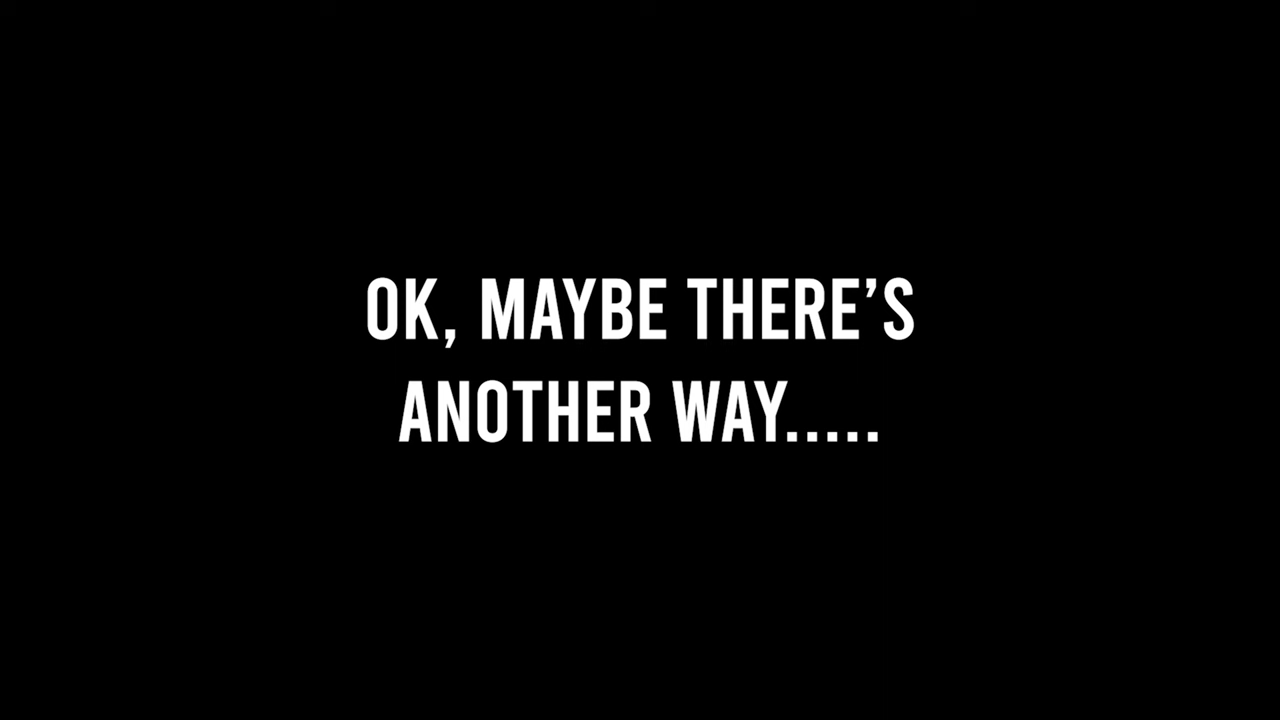 OK, MAYBE THERE’S
ANOTHER WAY.....